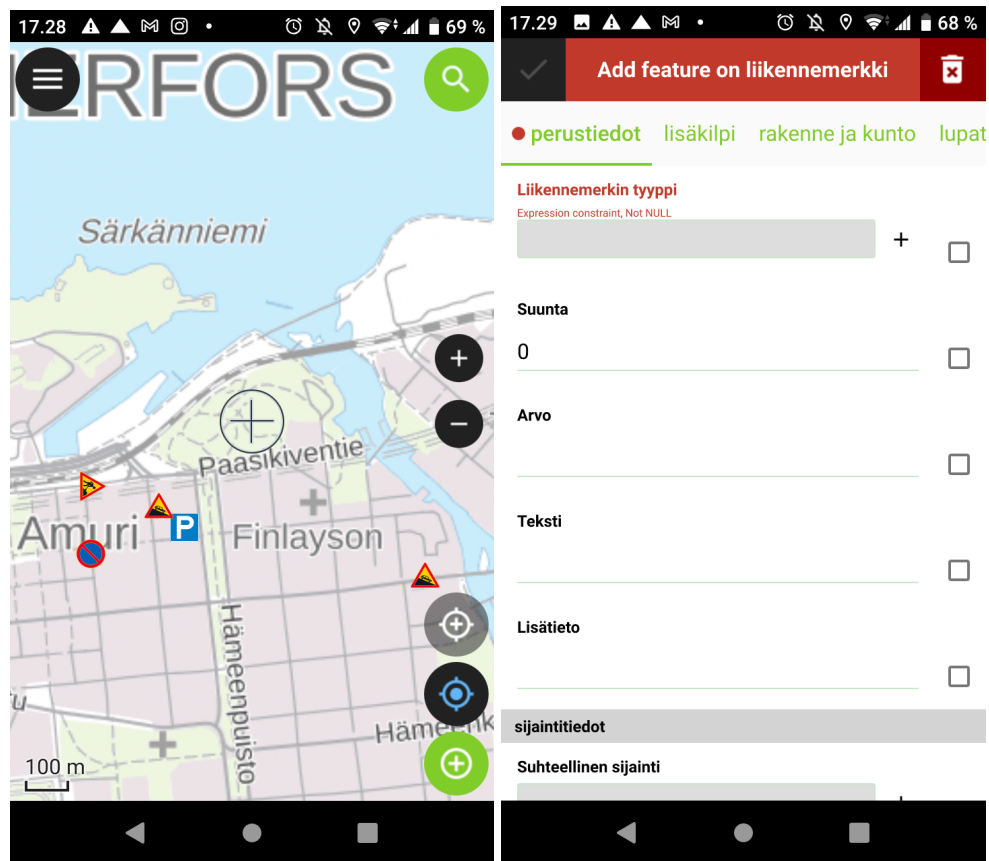 17.28
69 %
ERFORS
Särkänniemi
Paasikiventie
P
Amuri
Finlayson
Hämeenpuisto
100 m
17.29
68 %
Add feature on liikennemerkki
perustiedot lisäkilpi rakenne ja kunto lupat
Liikennemerkin tyyppi
Expression constraint, Not NULL
+
Suunta
0
Arvo
Teksti
Lisätieto
sijaintitiedot
Suhteellinen sijainti